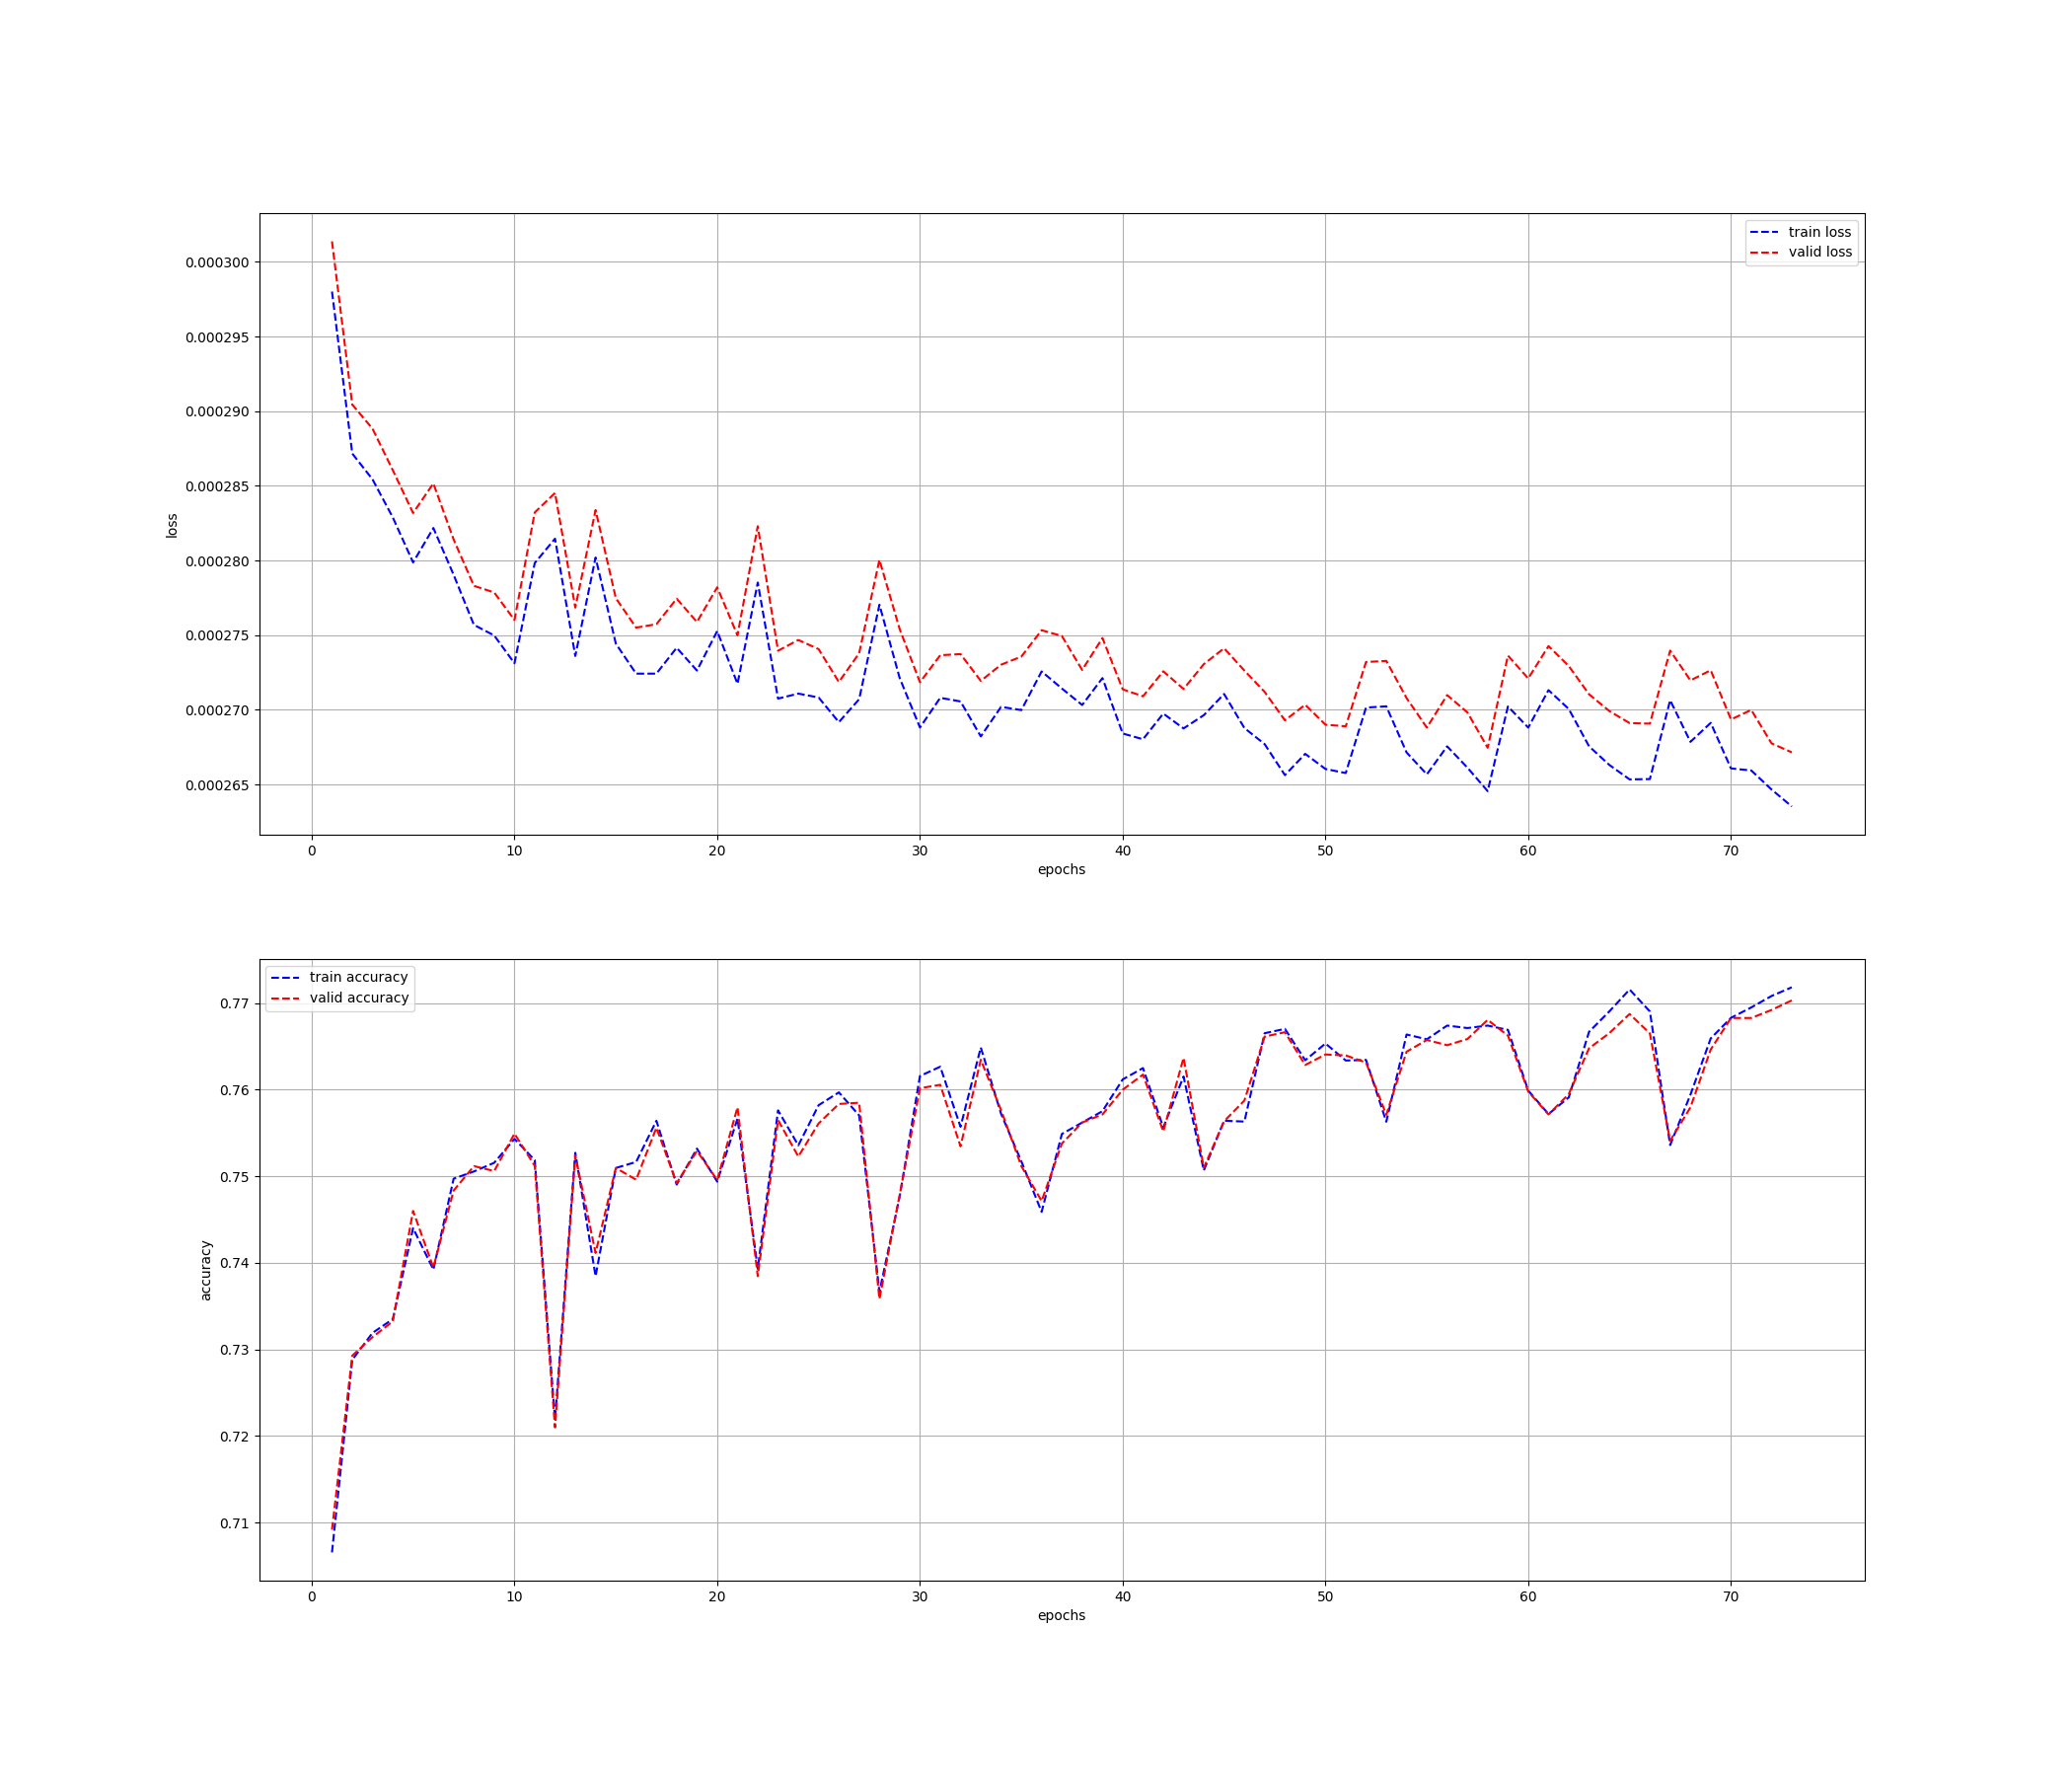 train loss
valid loss
0.000300
0.000295
0.000290
0.000285
0.000280
0.000275
0.000270
0.000265
loss
0 10 20 30 40 50 60 70
epochs
train accuracy
valid accuracy
0.77
0.76
0.75
0.74
0.73
0.72
0.71
accuracy
0 10 20 30 40 50 60 70
epochs